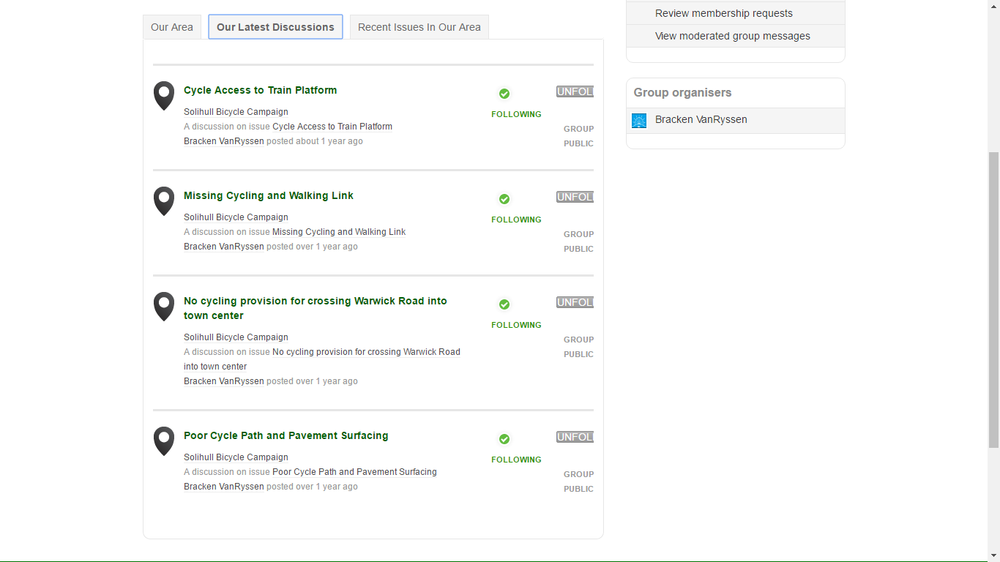 Our Area
Our Latest Discussions
Recent Issues In Our Area
Cycle Access to Train Platform
Solihull Bicycle Campaign
A discussion on issue Cycle Access to Train Platform
Bracken VanRyssen posted about 1 year ago
FOLLOWING
UNFOL
GROUP
PUBLIC
Missing Cycling and Walking Link
Solihull Bicycle Campaign
A discussion on issue Missing Cycling and Walking Link
Bracken VanRyssen posted over 1 year ago
FOLLOWING
UNFOL
GROUP
PUBLIC
No cycling provision for crossing Warwick Road into
town center
Solihull Bicycle Campaign
A discussion on issue No cycling provision for crossing Warwick Road
into town center
Bracken VanRyssen posted over 1 year ago
FOLLOWING
UNFOL
GROUP
PUBLIC
Poor Cycle Path and Pavement Surfacing
Solihull Bicycle Campaign
A discussion on issue Poor Cycle Path and Pavement Surfacing
Bracken VanRyssen posted over 1 year ago
FOLLOWING
UNFOL
GROUP
PUBLIC
Review membership requests
View moderated group messages
Group organisers
Bracken VanRyssen